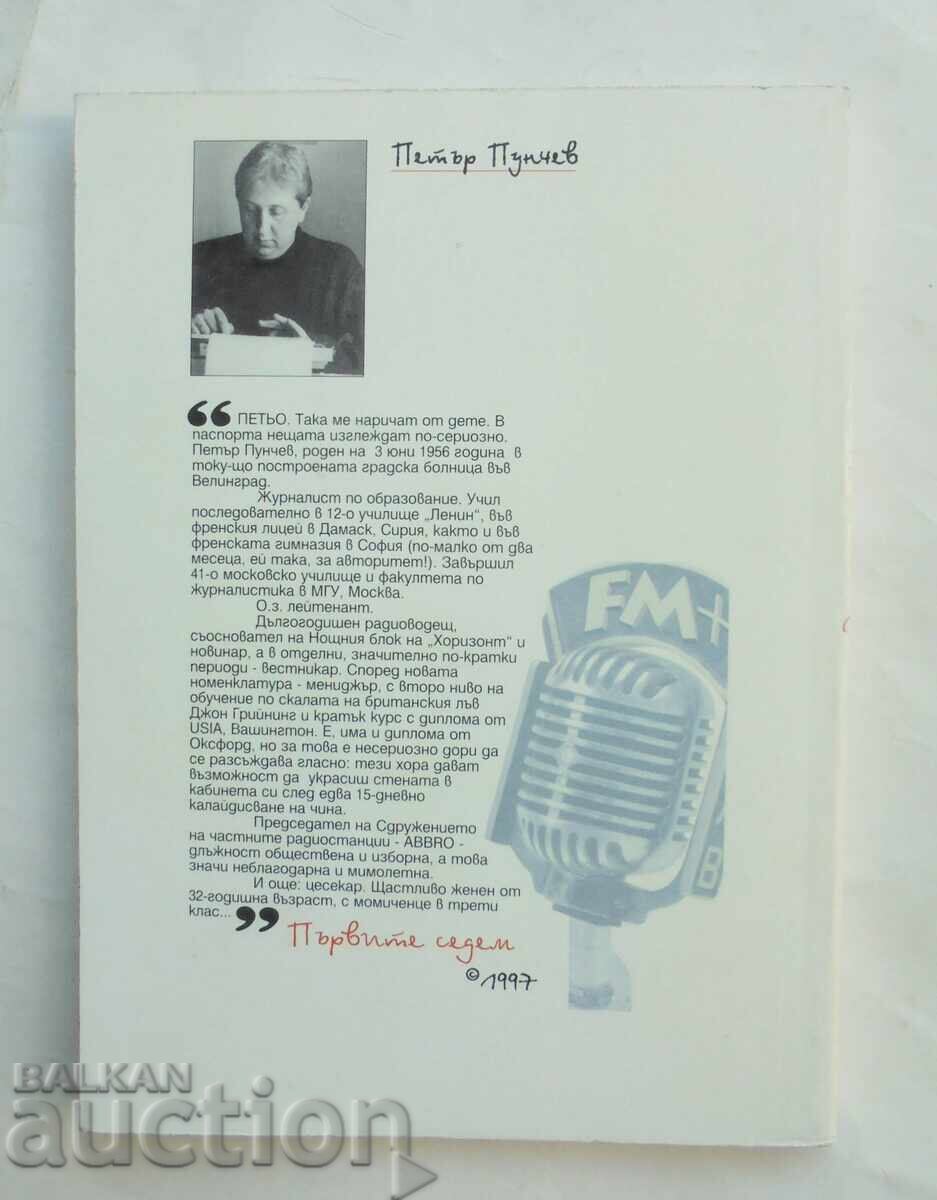 Петър Пунчев
“ ПЕТЬО. Така ме наричат от дете. В
паспорта нещата изглеждат по-сериозно.
Петър Пунчев, роден на 3 юни 1956 година в
току-що построената градска болница във
Велинград.
Журналист по образование. Учил
последователно в 12-о училище „Ленин“, във
френския лицей в Дамаск, Сирия, както и във
френската гимназия в София (по-малко от два
месеца, ей така, за авторитет!). Завършил
41-о московско училище и факултета по
журналистика в МГУ, Москва.
О.з. лейтенант.
Дългогодишен радиоводещ,
съосновател на Нощния блок на „Хоризонт“ и
новинар, а в отделни, значително по-кратки
периоди - вестникар. Според новата
номенклатура - мениджър, с второ ниво на
обучение по скалата на британския лъв
Джон Грийнинг и кратък курс с диплома от
USIA, Вашингтон. Е, има и диплома от
Оксфорд, но за това е несериозно дори да
се разсъждава гласно: тези хора дават
възможност да украсиш стената в
кабинета си след едва 15-дневно
калайдисване на чина.
Председател на Сдружението
на частните радиостанции - ABBRO -
длъжност обществена и изборна, а това
значи неблагодарна и мимолетна.
И още: цесекар. Щастливо женен от
32-годишна възраст, с момиченце в трети
клас... ”
Първите седем
©1997
FM+
B
BALKAN
auction